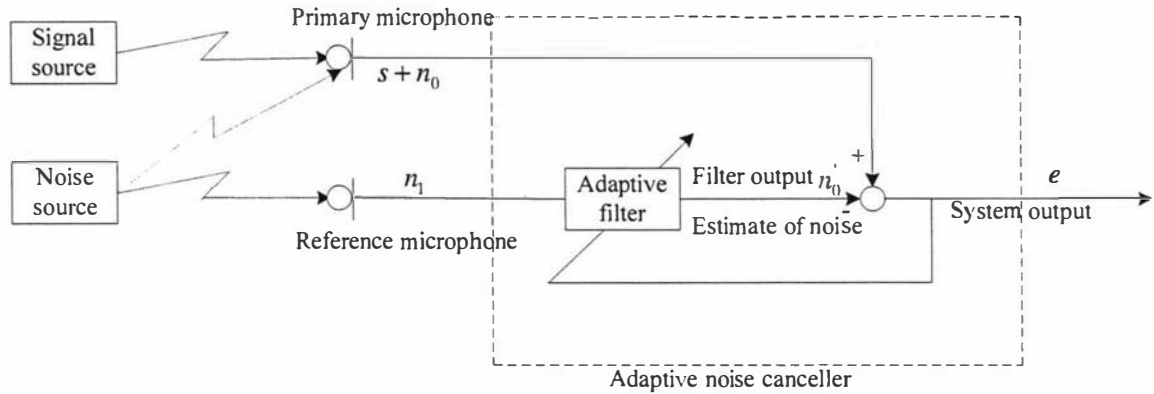 Primary microphone
Signal
source
s + n₀
Noise
source
n₁
Reference microphone
Adaptive
filter
Filter output n₀'
Estimate of noise
+
-
e
System output
Adaptive noise canceller